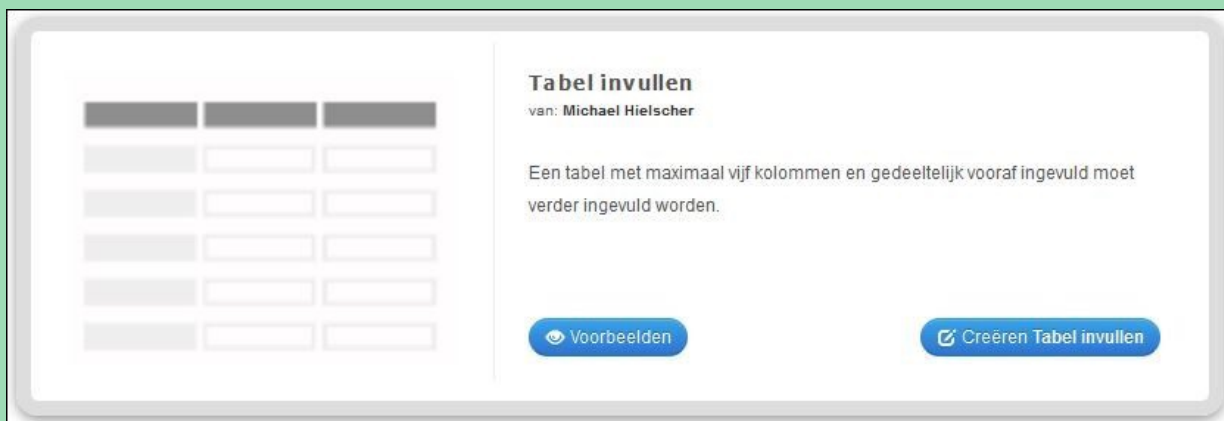 Tabel invullen
van: Michael Hielscher
Een tabel met maximaal vijf kolommen en gedeeltelijk vooraf ingevuld moet
verder ingevuld worden.
Voorbeelden
Creëren Tabel invullen